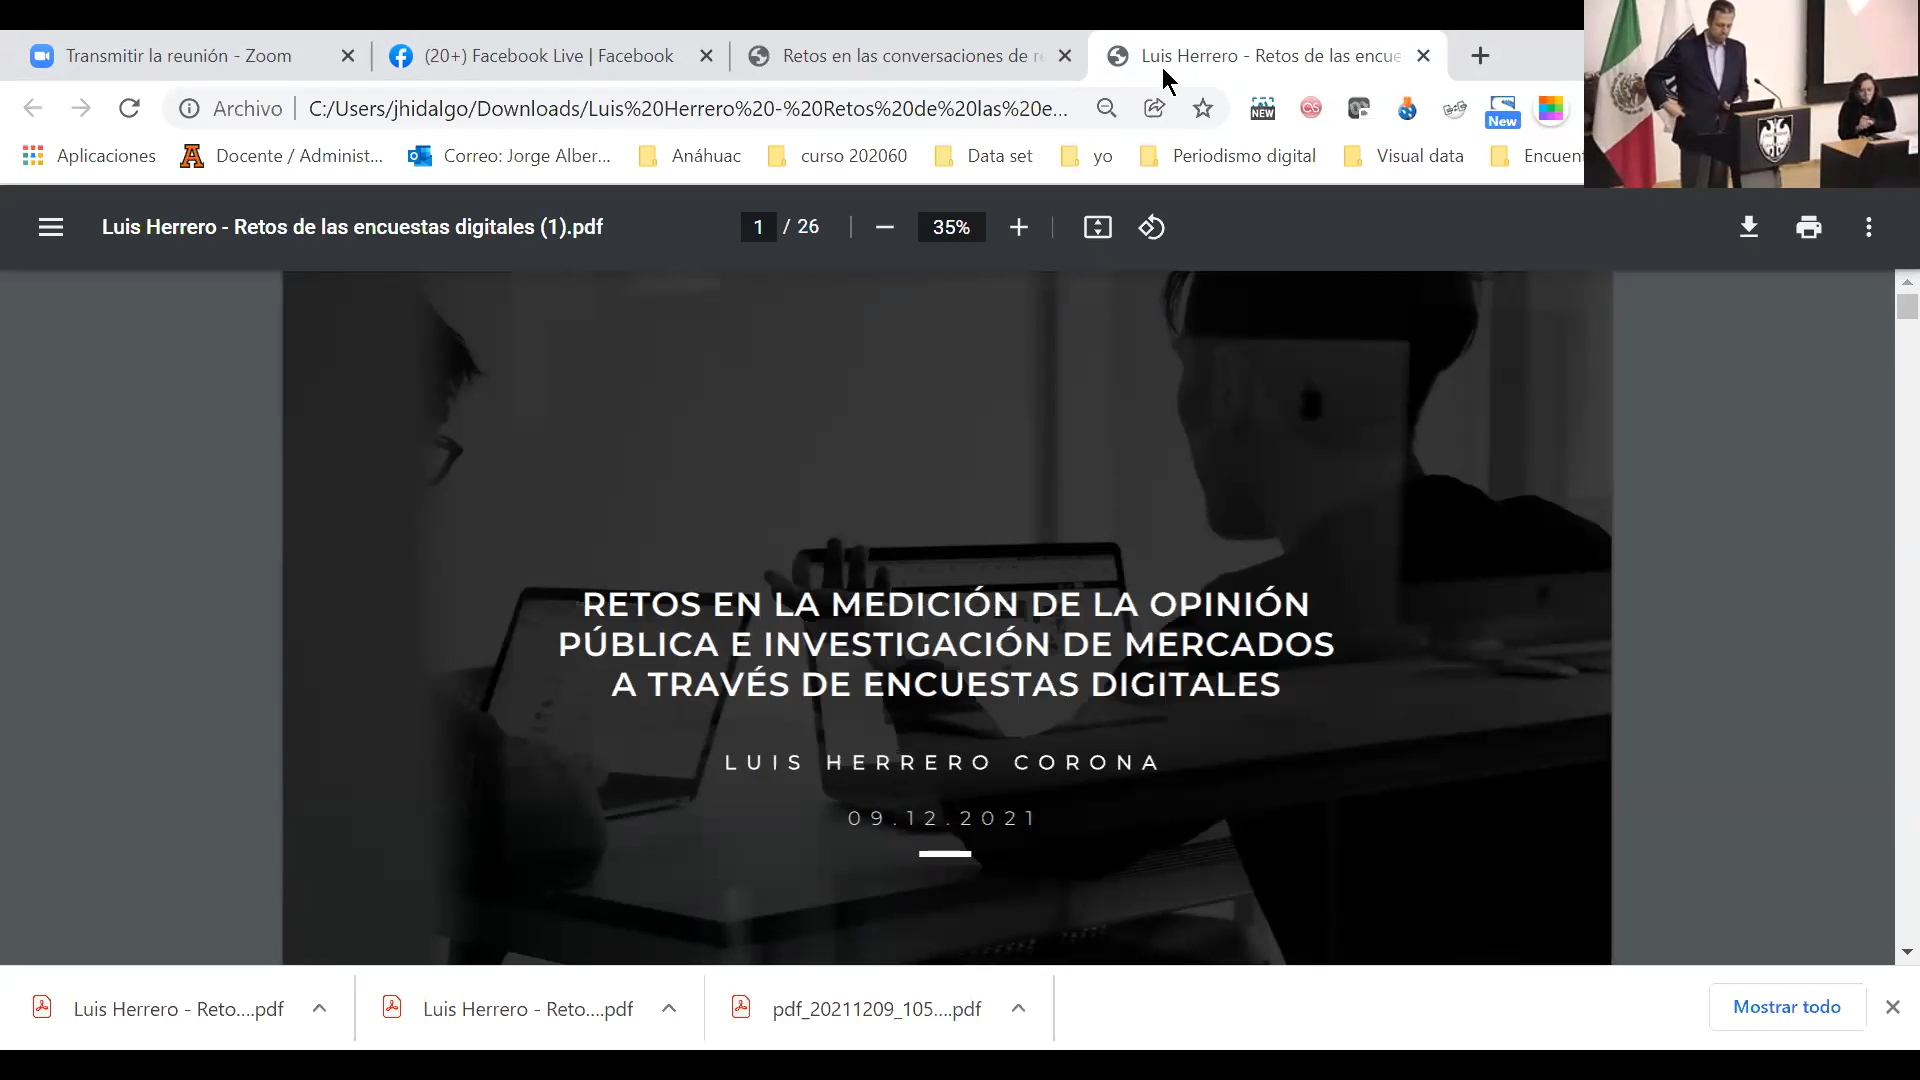 Transmitir la reunión - Zoom
(20+) Facebook Live | Facebook
Retos en las conversaciones de re
Luis Herrero - Retos de las encue
Archivo
C:/Users/jhidalgo/Downloads/Luis%20Herrero%20-%20Retos%20de%20las%20e...
NEW
New
Aplicaciones
Docente / Administ...
Correo: Jorge Alber...
Anáhuac
curso 202060
Data set
yo
Periodismo digital
Visual data
Encuen
Luis Herrero - Retos de las encuestas digitales (1).pdf
1 / 26
35%
RETOS EN LA MEDICIÓN DE LA OPINIÓN
PÚBLICA E INVESTIGACIÓN DE MERCADOS
A TRAVÉS DE ENCUESTAS DIGITALES
LUIS HERRERO CORONA
09.12.2021
Luis Herrero - Reto....pdf
Luis Herrero - Reto....pdf
pdf_20211209_105....pdf
Mostrar todo